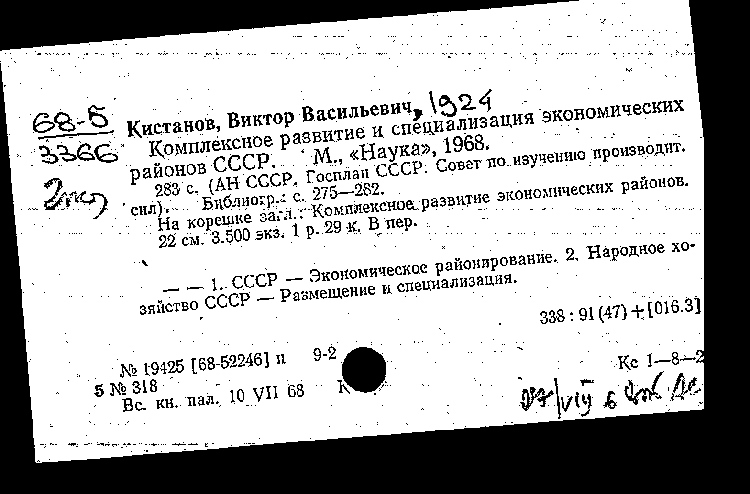 68-5
3366
2 экз
Кистанов, Виктор Васильевич, 1924
Комплексное развитие и специализация экономических
районов СССР. М., «Наука», 1968.
283 с. (АН СССР. Госплан СССР. Совет по изучению производит.
сил). Библиогр.: с. 275—282.
На корешке загл.: Комплексное развитие экономических районов.
22 см. 3.500 экз. 1 р. 29 к. В пер.
— — 1. СССР — Экономическое районирование. 2. Народное хо-
зяйство СССР — Размещение и специализация.
338 : 91 (47) + [016.3]
№ 19425 [68-52246] п 9-2
Кс 1—8—2
5 № 318
Вс. кн. пал. 10 VII 68 К